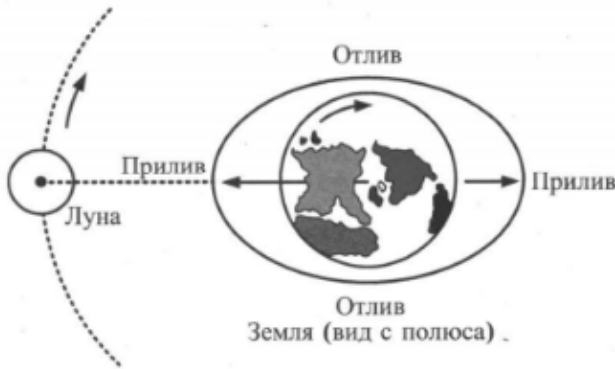 Отлив
Прилив
Прилив
Луна
Отлив
Земля (вид с полюса)